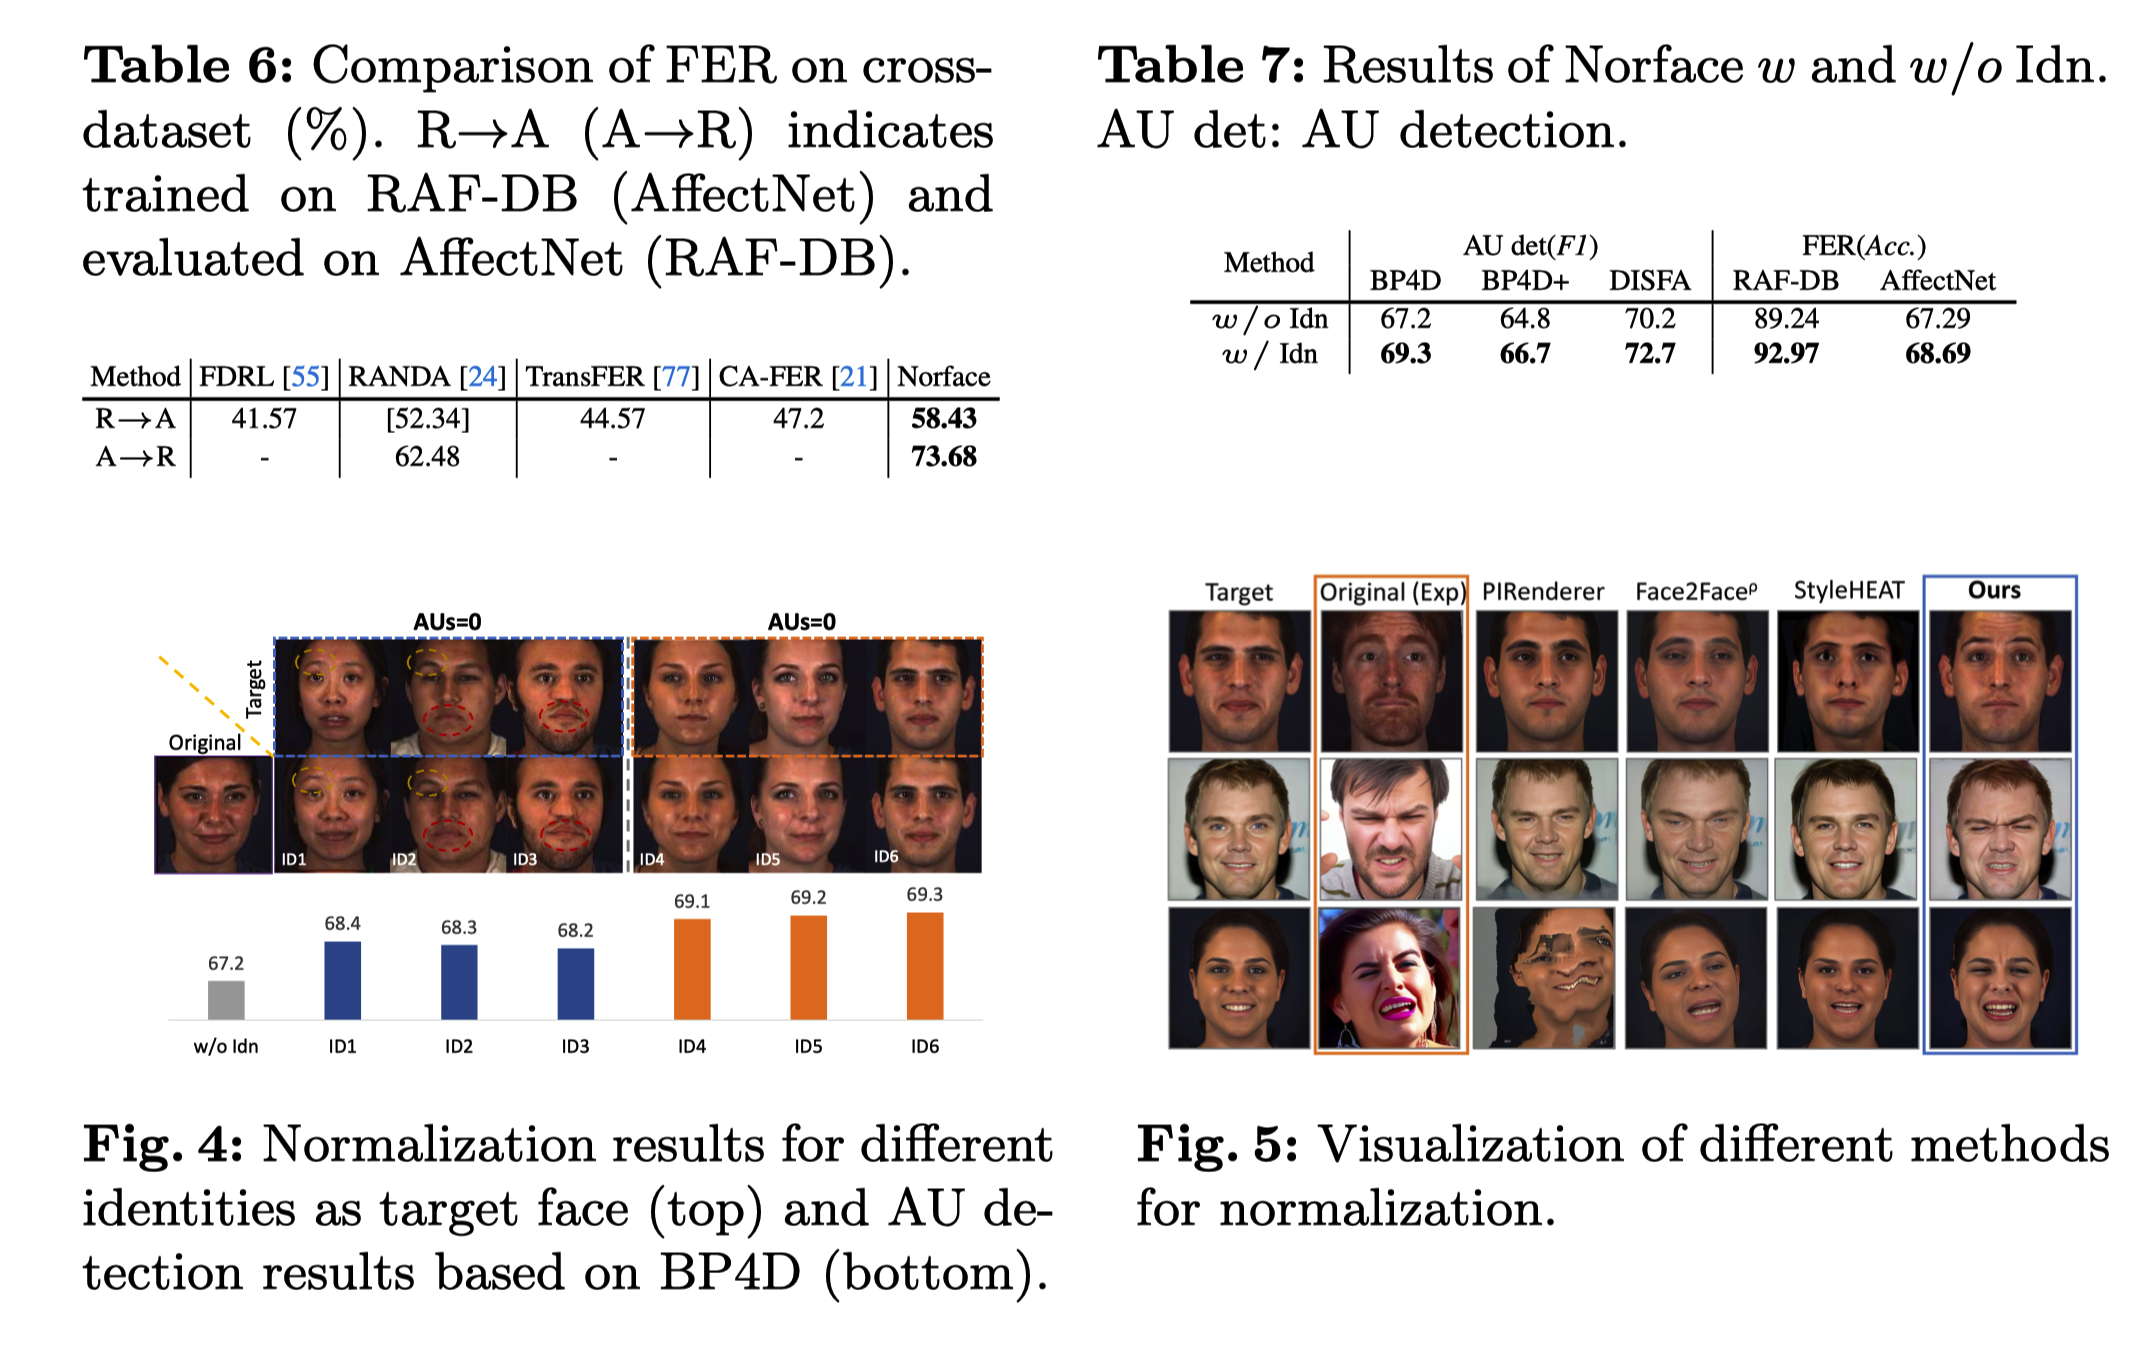 Table 6: Comparison of FER on cross-
dataset (%). R→A (A→R) indicates
trained on RAF-DB (AffectNet) and
evaluated on AffectNet (RAF-DB).
Method FDRL [55] RANDA [24] TransFER [77] CA-FER [21] Norface
R→A 41.57 [52.34] 44.57 47.2 58.43
A→R - 62.48 - - 73.68
Table 7: Results of Norface w and w/o Idn.
AU det: AU detection.
Method AU det(F1) FER(Acc.)
BP4D BP4D+ DISFA RAF-DB AffectNet
w/o Idn 67.2 64.8 70.2 89.24 67.29
w/ Idn 69.3 66.7 72.7 92.97 68.69
AUs=0 AUs=0
Target
Original
ID1 ID2 ID3 ID4 ID5 ID6
67.2 68.4 68.3 68.2 69.1 69.2 69.3
w/o Idn ID1 ID2 ID3 ID4 ID5 ID6
Fig. 4: Normalization results for different
identities as target face (top) and AU de-
tection results based on BP4D (bottom).
Target Original (Exp) PIRenderer Face2Faceᵖ StyleHEAT Ours
Fig. 5: Visualization of different methods
for normalization.